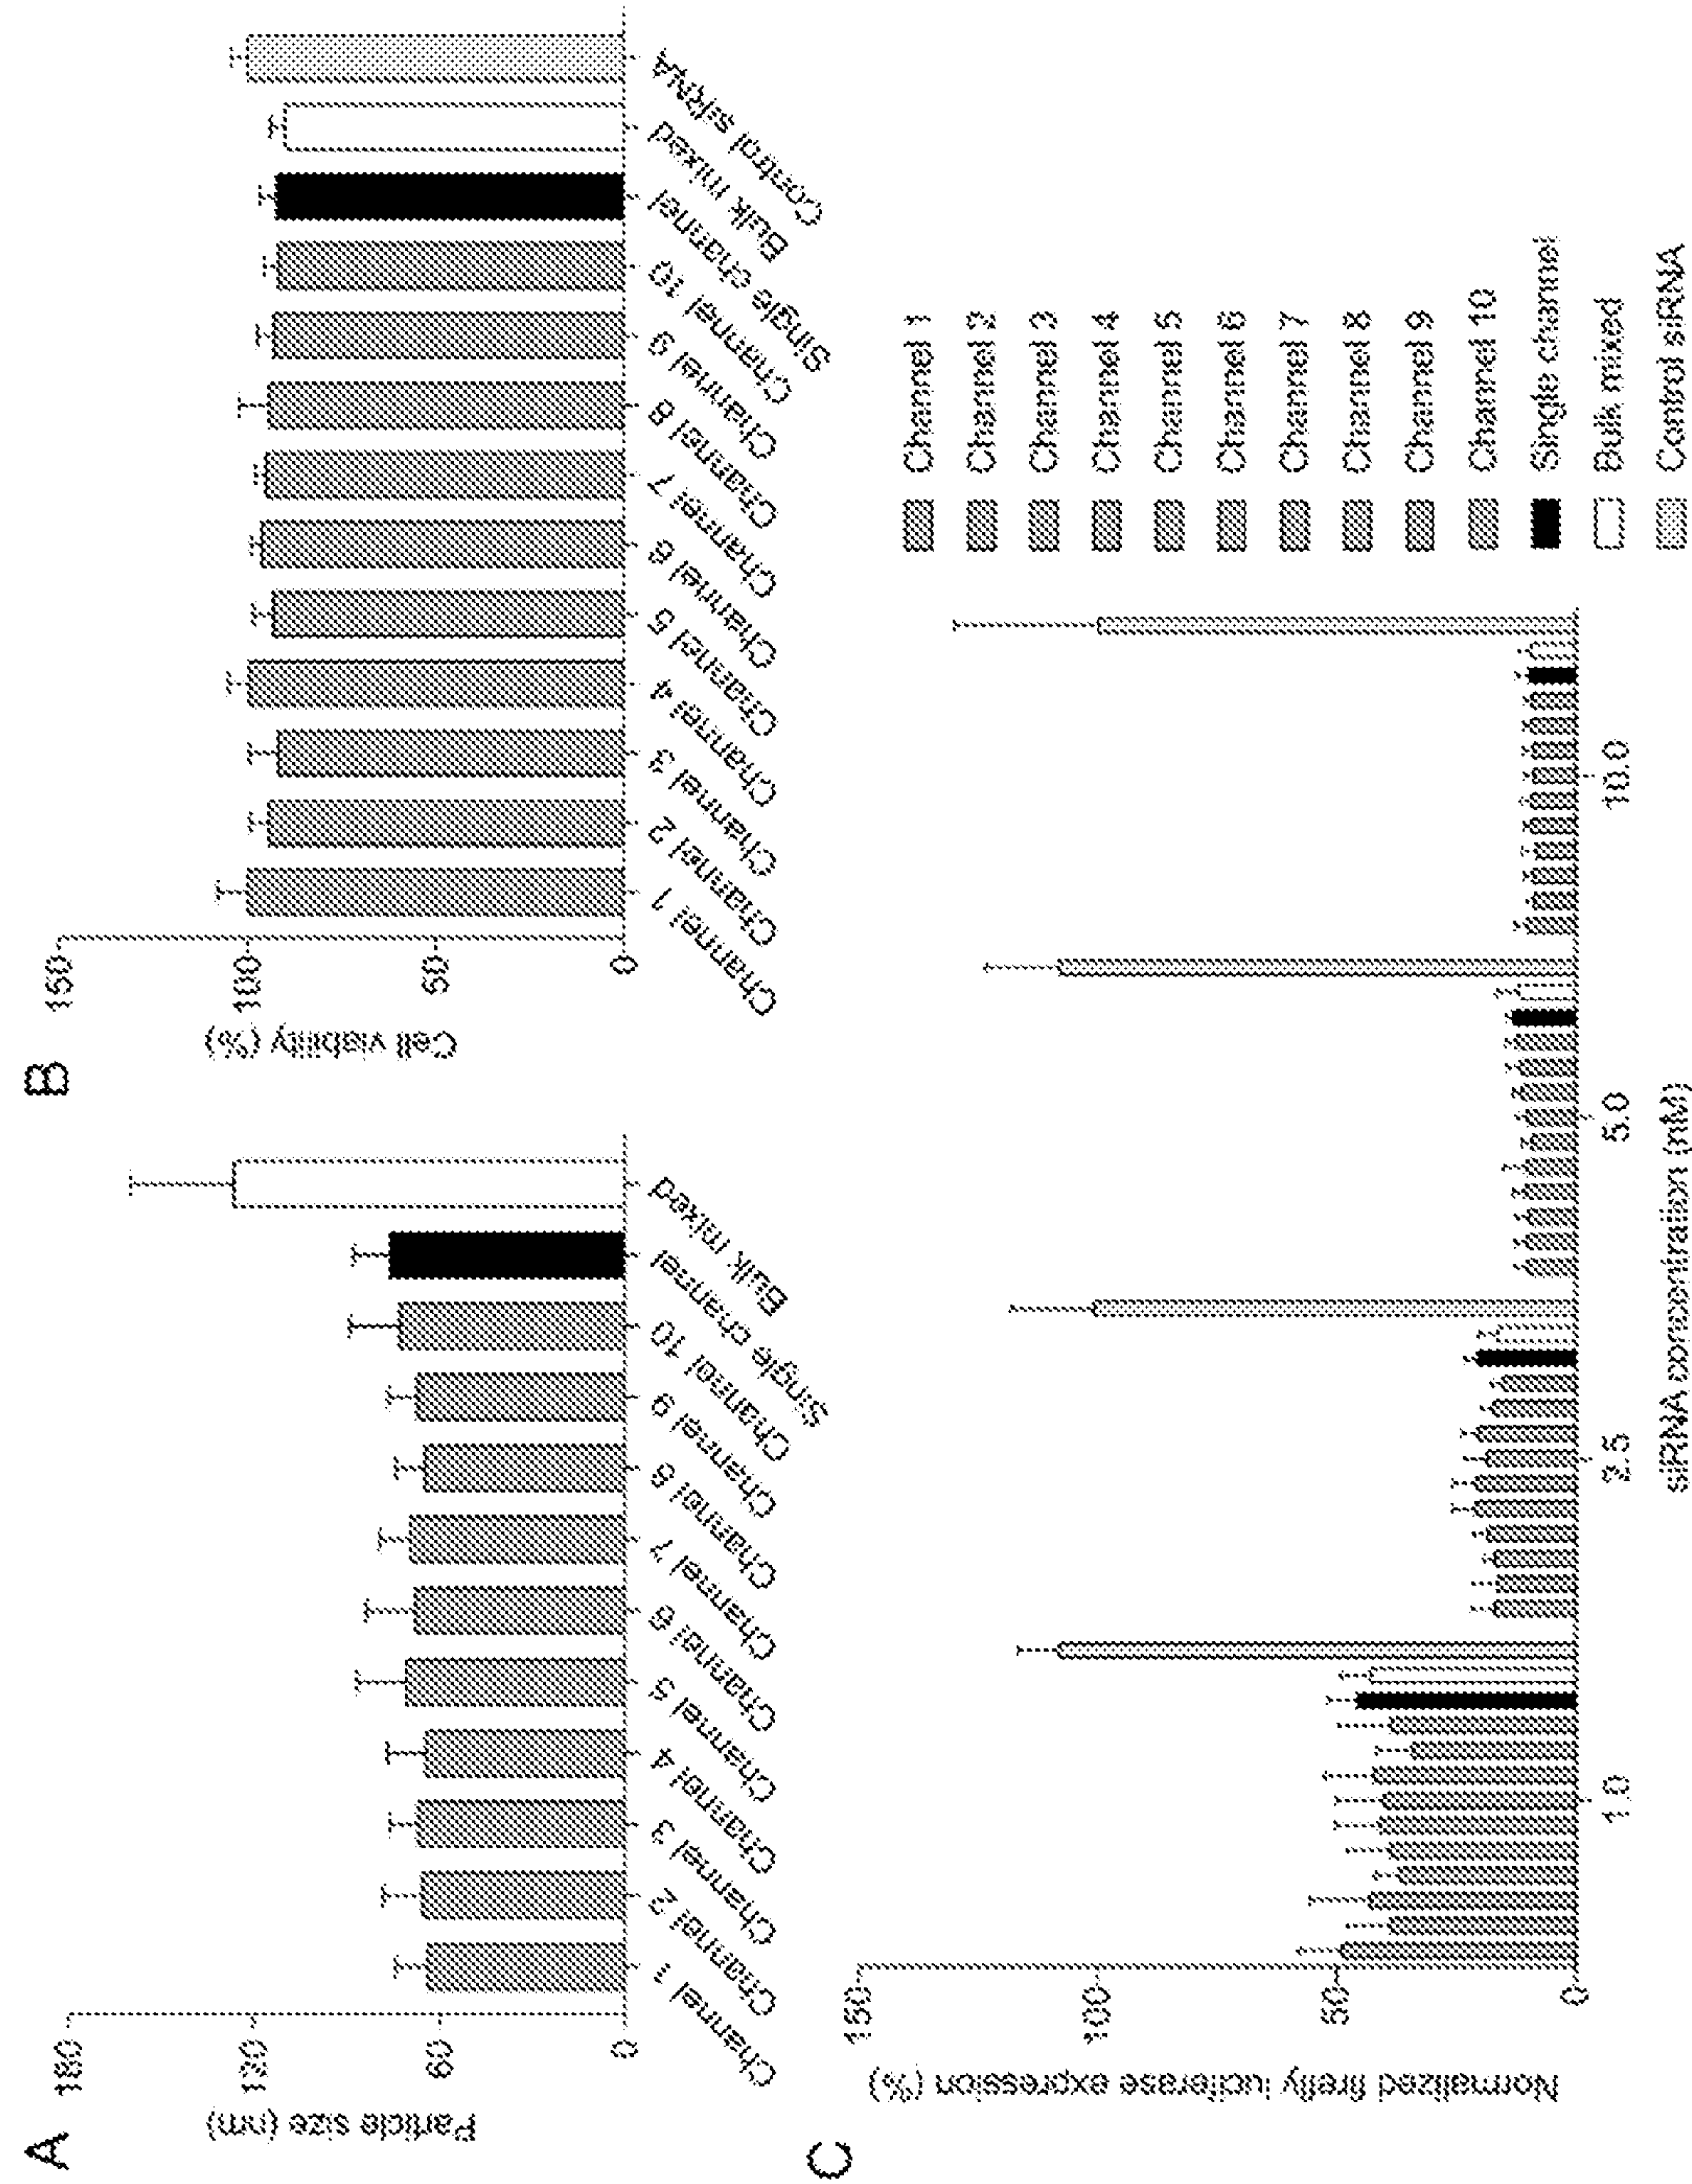 A
Particle size (nm)
180
120
60
0
Channel 1
Channel 2
Channel 3
Channel 4
Channel 5
Channel 6
Channel 7
Channel 8
Channel 9
Channel 10
Single channel
Bulk mixed
B
Cell viability (%)
150
100
50
0
Channel 1
Channel 2
Channel 3
Channel 4
Channel 5
Channel 6
Channel 7
Channel 8
Channel 9
Channel 10
Single channel
Bulk mixed
Control siRNA
C
Normalized firefly luciferase expression (%)
150
100
50
0
1.0
2.5
5.0
10.0
siRNA concentration (nM)
Channel 1
Channel 2
Channel 3
Channel 4
Channel 5
Channel 6
Channel 7
Channel 8
Channel 9
Channel 10
Single channel
Bulk mixed
Control siRNA